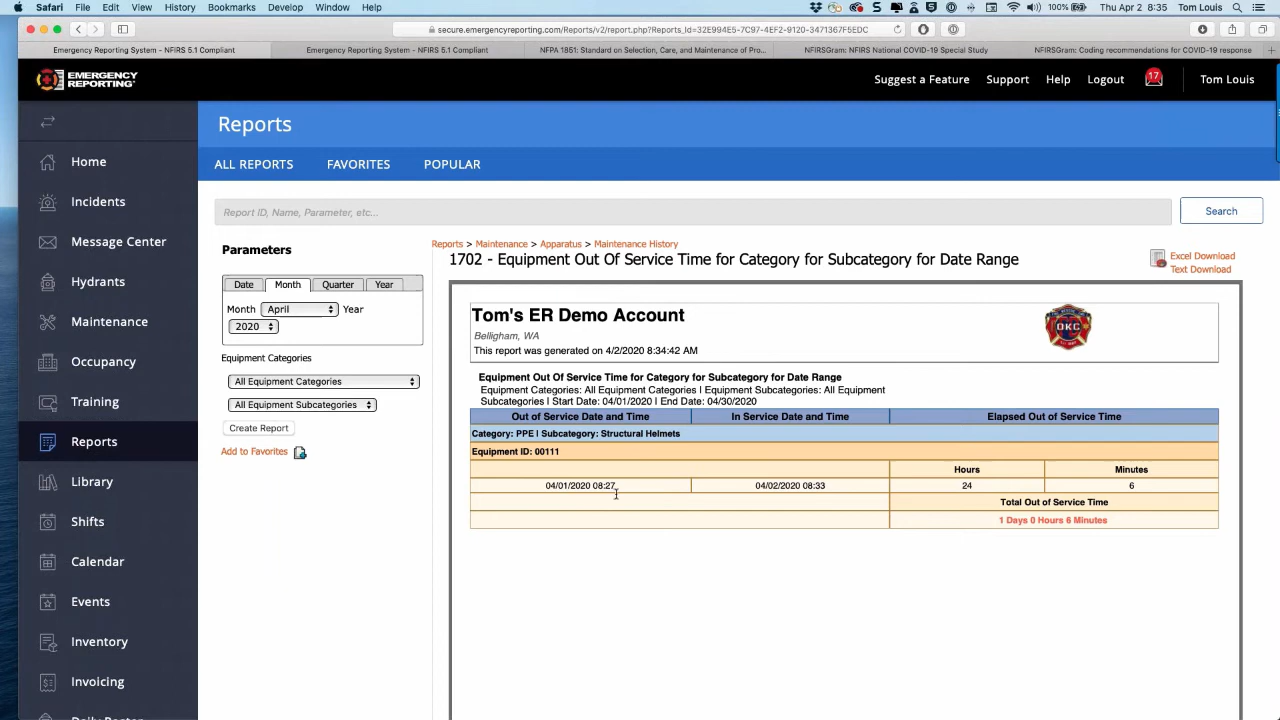 Safari File Edit View History Bookmarks Develop Window Help 100% Thu Apr 2 8:35 Tom Louis
secure.emergencyreporting.com/Reports/v2/report.php?Reports_Id=32E994E5-7C97-4EF2-9120-3471367F5EDC
Emergency Reporting System - NFIRS 5.1 Compliant Emergency Reporting System - NFIRS 5.1 Compliant NFPA 1851: Standard on Selection, Care, and Maintenance of Pro... NFIRSGram: NFIRS National COVID-19 Special Study NFIRSGram: Coding recommendations for COVID-19 response
EMERGENCY
REPORTING
Suggest a Feature Support Help Logout 17 Tom Louis
Home
Incidents
Message Center
Hydrants
Maintenance
Occupancy
Training
Reports
Library
Shifts
Calendar
Events
Inventory
Invoicing
Reports
ALL REPORTS FAVORITES POPULAR
Report ID, Name, Parameter, etc... Search
Parameters
Date Month Quarter Year
Month April Year
2020
Equipment Categories
All Equipment Categories
All Equipment Subcategories
Create Report
Add to Favorites
Reports > Maintenance > Apparatus > Maintenance History
1702 - Equipment Out Of Service Time for Category for Subcategory for Date Range
Excel Download
Text Download
Tom's ER Demo Account
Belligham, WA
This report was generated on 4/2/2020 8:34:42 AM
OKC
Equipment Out Of Service Time for Category for Subcategory for Date Range
Equipment Categories: All Equipment Categories | Equipment Subcategories: All Equipment
Subcategories | Start Date: 04/01/2020 | End Date: 04/30/2020
Out of Service Date and Time In Service Date and Time Elapsed Out of Service Time
Category: PPE | Subcategory: Structural Helmets
Equipment ID: 00111
Hours Minutes
04/01/2020 08:27 04/02/2020 08:33 24 6
Total Out of Service Time
1 Days 0 Hours 6 Minutes